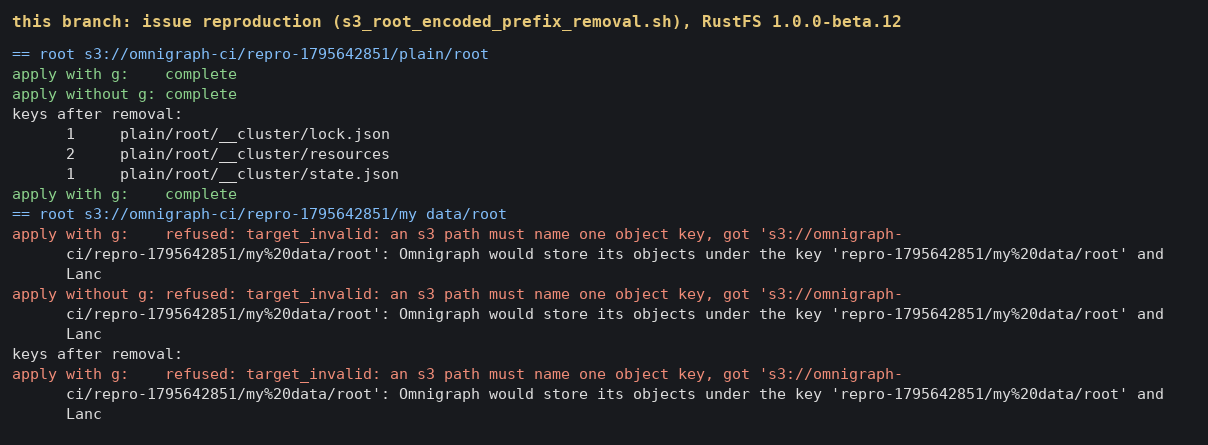 this branch: issue reproduction (s3_root_encoded_prefix_removal.sh), RustFS 1.0.0-beta.12
== root s3://omnigraph-ci/repro-1795642851/plain/root
apply with g:    complete
apply without g: complete
keys after removal:
      1     plain/root/__cluster/lock.json
      2     plain/root/__cluster/resources
      1     plain/root/__cluster/state.json
apply with g:    complete
== root s3://omnigraph-ci/repro-1795642851/my data/root
apply with g:    refused: target_invalid: an s3 path must name one object key, got 's3://omnigraph-
      ci/repro-1795642851/my%20data/root': Omnigraph would store its objects under the key 'repro-1795642851/my%20data/root' and
      Lanc
apply without g: refused: target_invalid: an s3 path must name one object key, got 's3://omnigraph-
      ci/repro-1795642851/my%20data/root': Omnigraph would store its objects under the key 'repro-1795642851/my%20data/root' and
      Lanc
keys after removal:
apply with g:    refused: target_invalid: an s3 path must name one object key, got 's3://omnigraph-
      ci/repro-1795642851/my%20data/root': Omnigraph would store its objects under the key 'repro-1795642851/my%20data/root' and
      Lanc